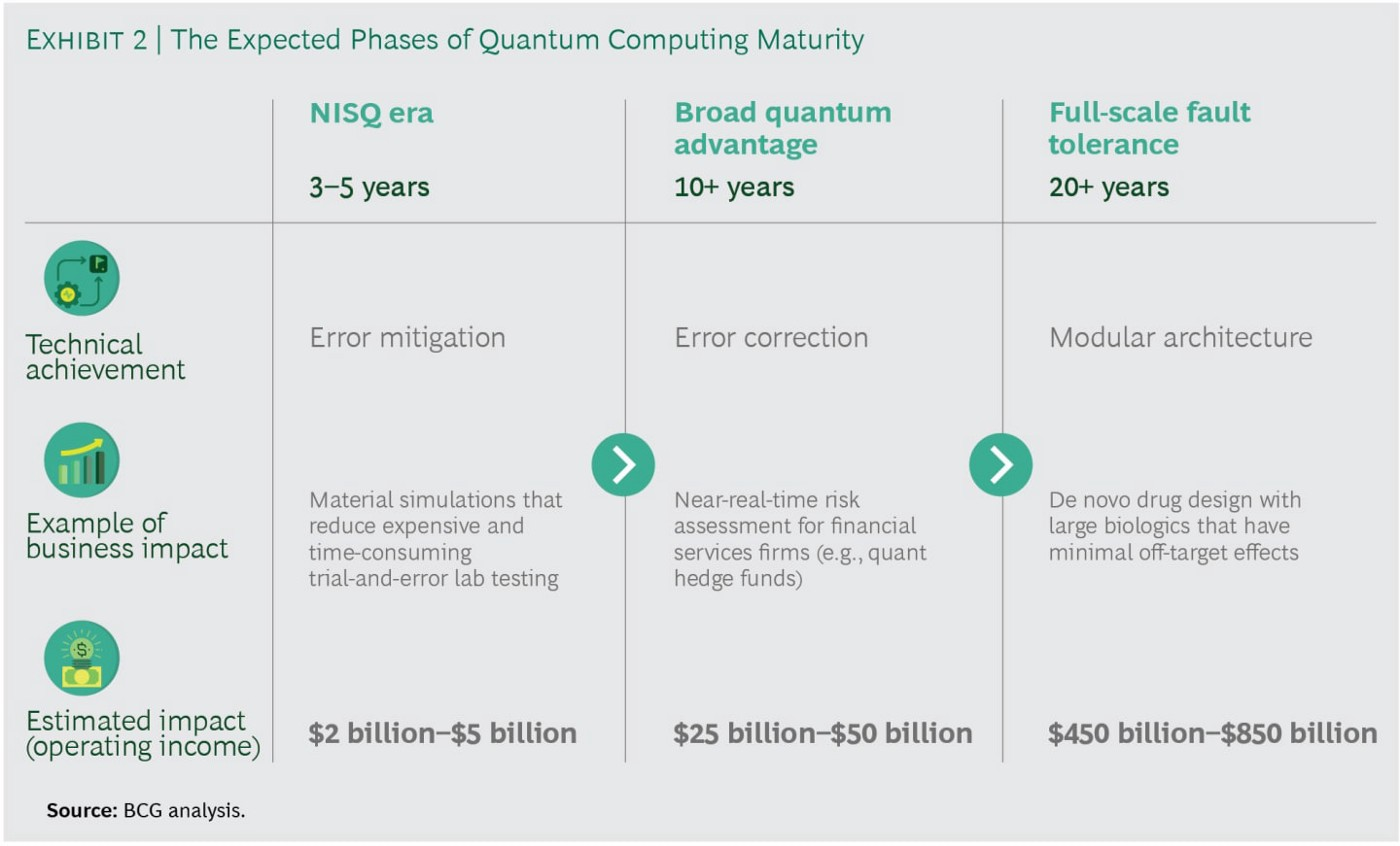 EXHIBIT 2 | The Expected Phases of Quantum Computing Maturity
NISQ era
3–5 years
Broad quantum
advantage
10+ years
Full-scale fault
tolerance
20+ years
Technical
achievement
Error mitigation
Error correction
Modular architecture
Example of
business impact
Material simulations that
reduce expensive and
time-consuming
trial-and-error lab testing
Near-real-time risk
assessment for financial
services firms (e.g., quant
hedge funds)
De novo drug design with
large biologics that have
minimal off-target effects
Estimated impact
(operating income)
$2 billion–$5 billion
$25 billion–$50 billion
$450 billion–$850 billion
Source: BCG analysis.